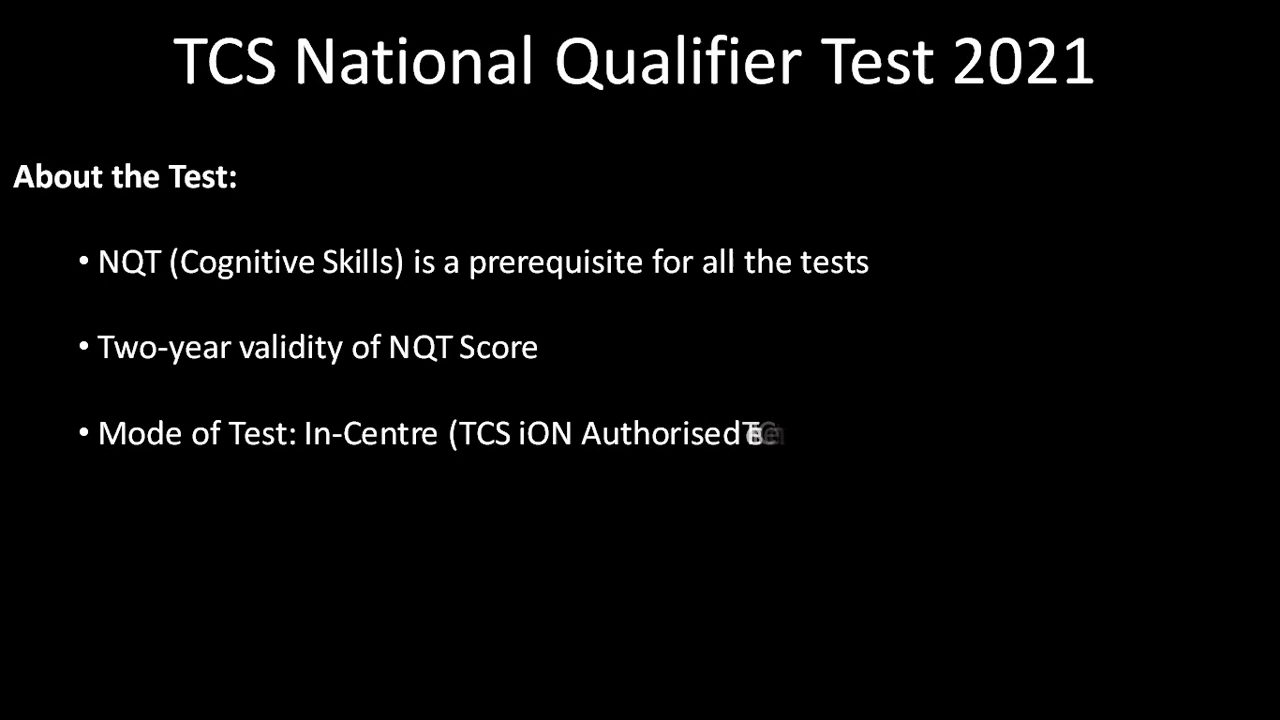 TCS National Qualifier Test 2021
About the Test:
• NQT (Cognitive Skills) is a prerequisite for all the tests
• Two-year validity of NQT Score
• Mode of Test: In-Centre (TCS iON Authorised